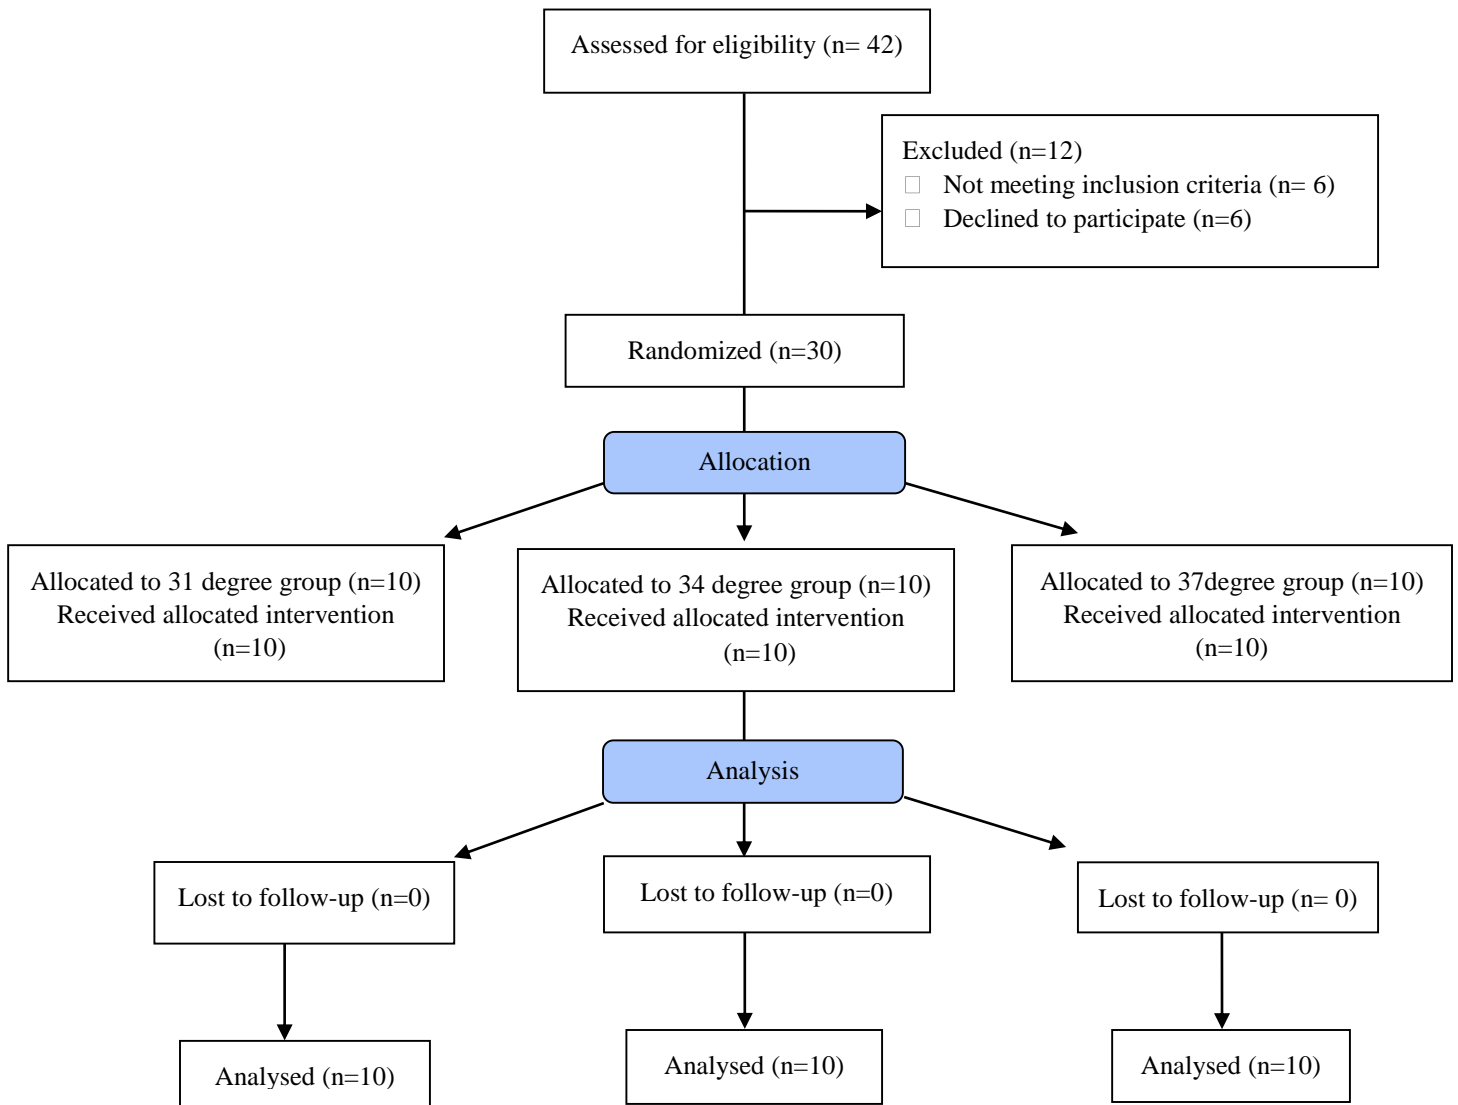 Assessed for eligibility (n= 42)
Excluded (n=12)
Not meeting inclusion criteria (n= 6)
Declined to participate (n=6)
Randomized (n=30)
Allocation
Allocated to 31 degree group (n=10)
Received allocated intervention
(n=10)
Allocated to 34 degree group (n=10)
Received allocated intervention
(n=10)
Allocated to 37degree group (n=10)
Received allocated intervention
(n=10)
Analysis
Lost to follow-up (n=0)
Lost to follow-up (n=0)
Lost to follow-up (n= 0)
Analysed (n=10)
Analysed (n=10)
Analysed (n=10)